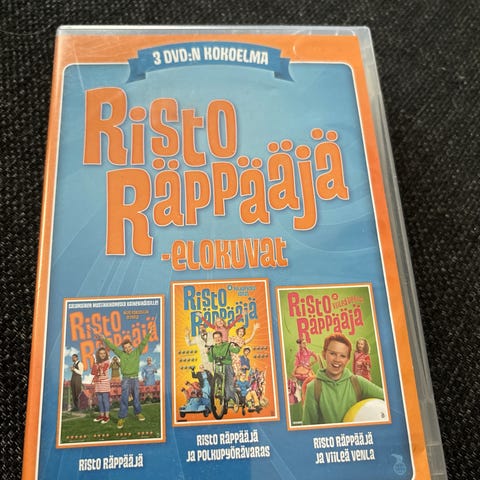 3 DVD:N KOKOELMA
RISTO
RÄPPÄÄJÄ
-ELOKUVAT
RISTO
RÄPPÄÄJÄ
RISTO
RÄPPÄÄJÄ
RISTO
RÄPPÄÄJÄ
RISTO RÄPPÄÄJÄ
RISTO RÄPPÄÄJÄ
JA POLKUPYÖRÄVARAS
RISTO RÄPPÄÄJÄ
JA VIILEÄ VENLA